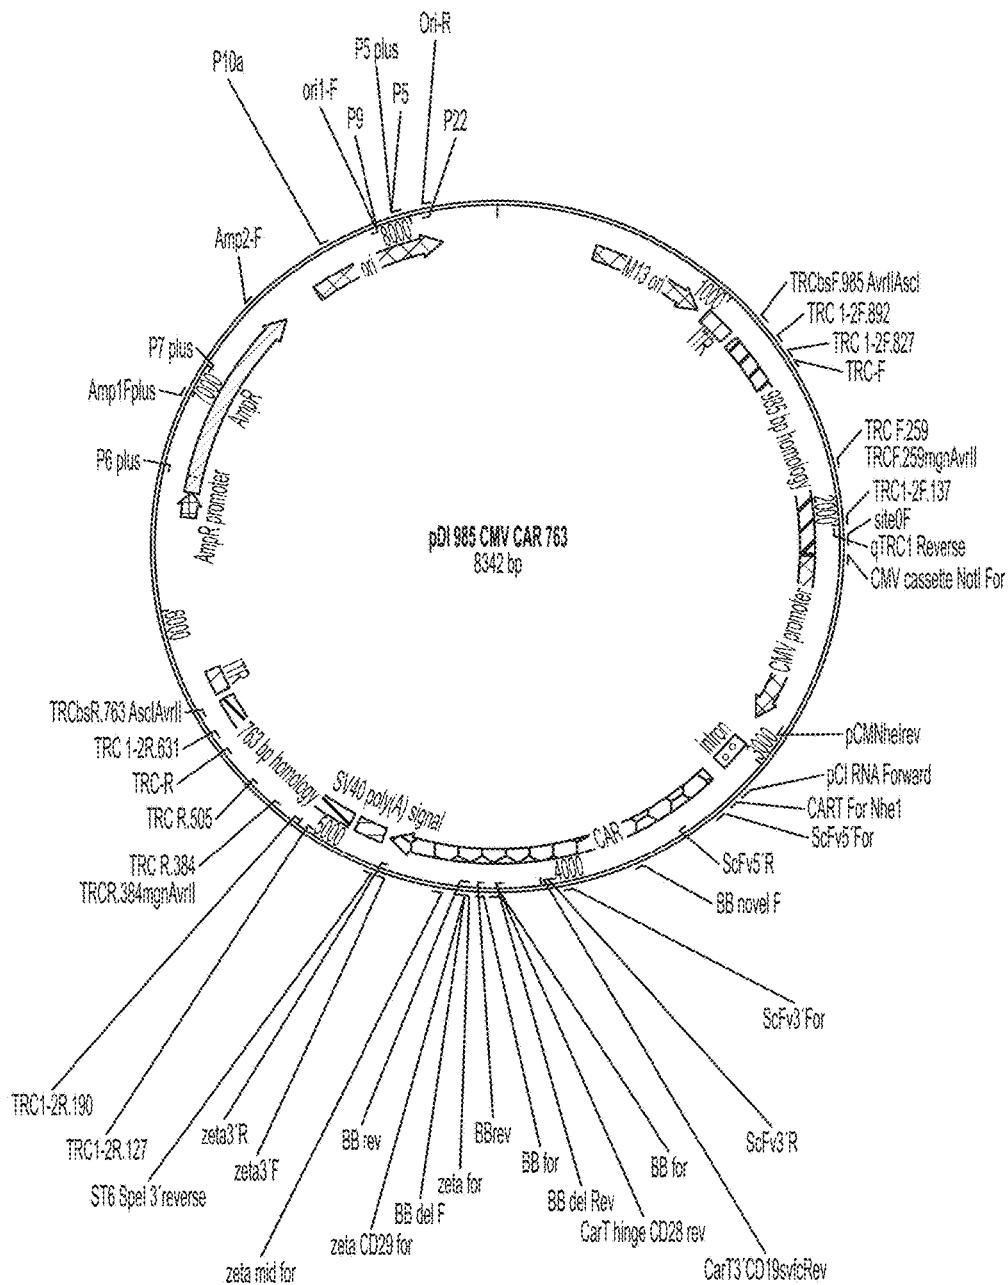 Ori-R
P5 plus
P10a
ori1-F
P5
P9
P22
8000
Amp2-F
ori
M13 ori
1000
TRCbsF.985 AvrIIAscI
TRC 1-2F.892
ITR
TRC 1-2F.827
P7 plus
TRC-F
7000
Amp1Fplus
AmpR
985 bp homology
TRC F.259
P6 plus
TRCF.259mgnAvrII
AmpR promoter
TRC1-2F.137
2000
site0F
pDI 985 CMV CAR 763
qTRC1 Reverse
8342 bp
CMV cassette NotI For
CMV promoter
6000
ITR
TRCbsR.763 AscIAvrII
763 bp homology
intron
3000
pCMNheIrev
TRC 1-2R.631
pCI RNA Forward
TRC-R
SV40 poly(A) signal
CART For Nhe1
TRC R.505
5000
CAR
ScFv5'For
4000
ScFv5'R
TRC R.384
TRCR.384mgnAvrII
BB novel F
ScFv3'For
TRC1-2R.190
TRC1-2R.127
zeta3'R
BB rev
BBrev
ScFv3'R
zeta3'F
BB for
BB for
ST6 BpeI 3'reverse
zeta for
BB del F
BB del Rev
zeta CD29 for
CarT hinge CD28 rev
zeta mid for
CarT3'CD19svfcRev